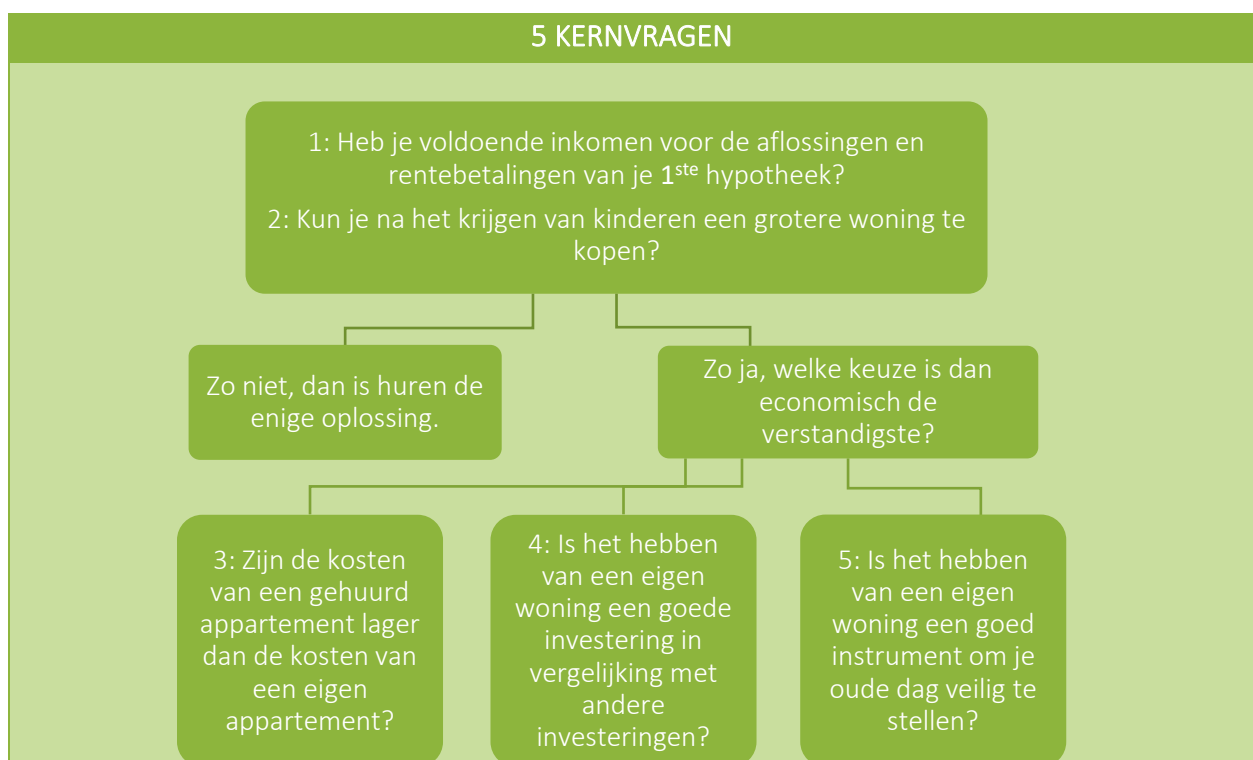 5 KERNVRAGEN
1: Heb je voldoende inkomen voor de aflossingen en
rentebetalingen van je 1ste hypotheek?
2: Kun je na het krijgen van kinderen een grotere woning te
kopen?
Zo niet, dan is huren de
enige oplossing.
Zo ja, welke keuze is dan
economisch de
verstandigste?
3: Zijn de kosten
van een gehuurd
appartement lager
dan de kosten van
een eigen
appartement?
4: Is het hebben
van een eigen
woning een goede
investering in
vergelijking met
andere
investeringen?
5: Is het hebben
van een eigen
woning een goed
instrument om je
oude dag veilig te
stellen?